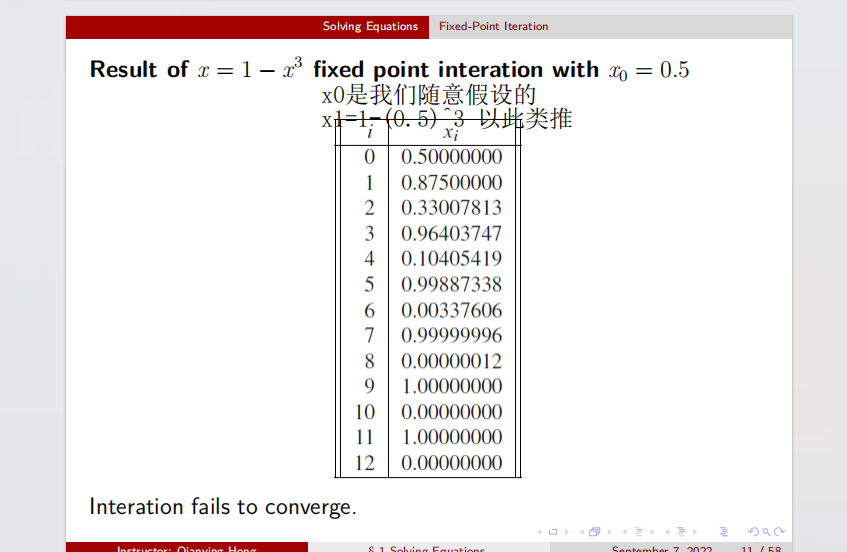 Solving Equations Fixed-Point Iteration
Result of x = 1 − x³ fixed point interation with x₀ = 0.5
x0是我们随意假设的
x1=1-(0.5)^3 以此类推
i xᵢ
0 0.50000000
1 0.87500000
2 0.33007813
3 0.96403747
4 0.10405419
5 0.99887338
6 0.00337606
7 0.99999996
8 0.00000012
9 1.00000000
10 0.00000000
11 1.00000000
12 0.00000000
Interation fails to converge.
Instructor: Qianying Hong § 1 Solving Equations September 7, 2022 11 / 58